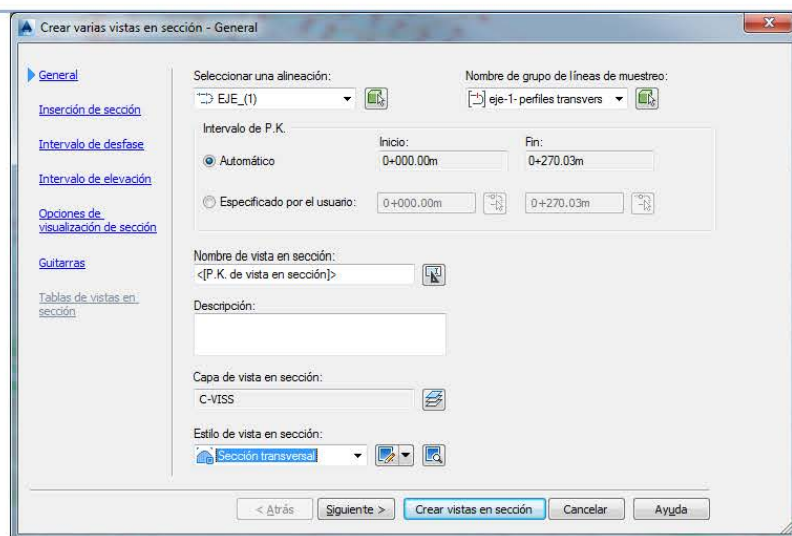 Crear varias vistas en sección - General
General
Inserción de sección
Intervalo de desfase
Intervalo de elevación
Opciones de
visualización de sección
Guitarras
Tablas de vistas en
sección
Seleccionar una alineación:
EJE_(1)
Nombre de grupo de líneas de muestreo:
eje-1- perfiles transvers
Intervalo de P.K.
Inicio:
Fin:
Automático
0+000.00m
0+270.03m
Especificado por el usuario:
0+000.00m
0+270.03m
Nombre de vista en sección:
<[P.K. de vista en sección]>
Descripción:
Capa de vista en sección:
C-VISS
Estilo de vista en sección:
Sección transversal
< Atrás
Siguiente >
Crear vistas en sección
Cancelar
Ayuda